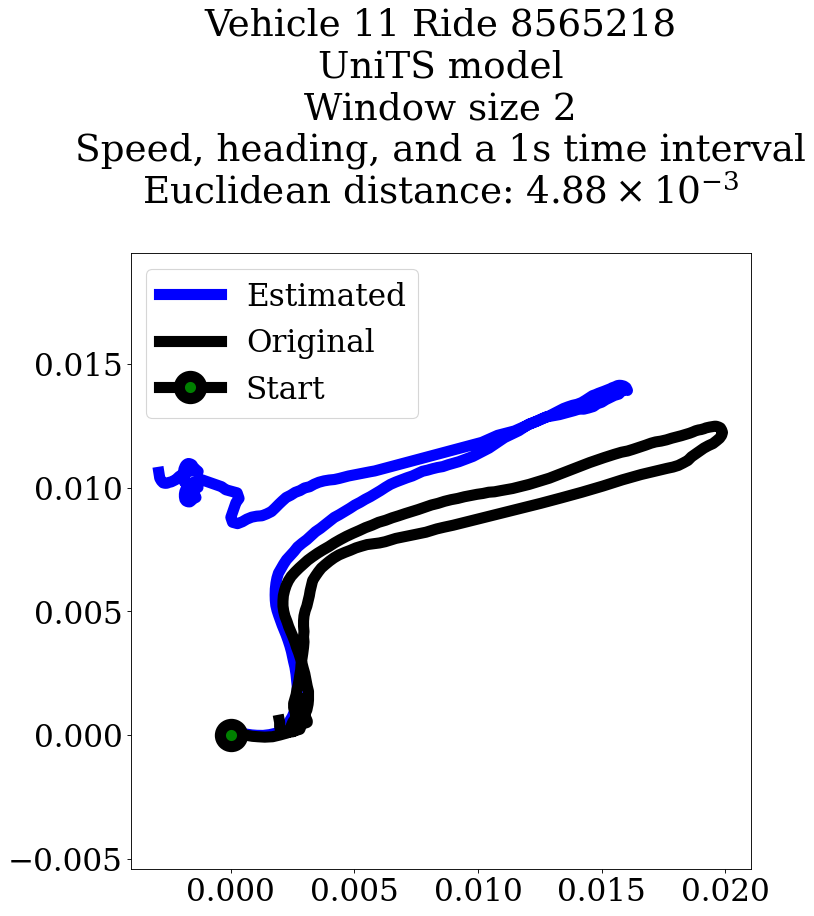 Vehicle 11 Ride 8565218
UniTS model
Window size 2
Speed, heading, and a 1s time interval
Euclidean distance: 4.88 × 10⁻³
Estimated
Original
Start
0.015
0.010
0.005
0.000
−0.005
0.000 0.005 0.010 0.015 0.020